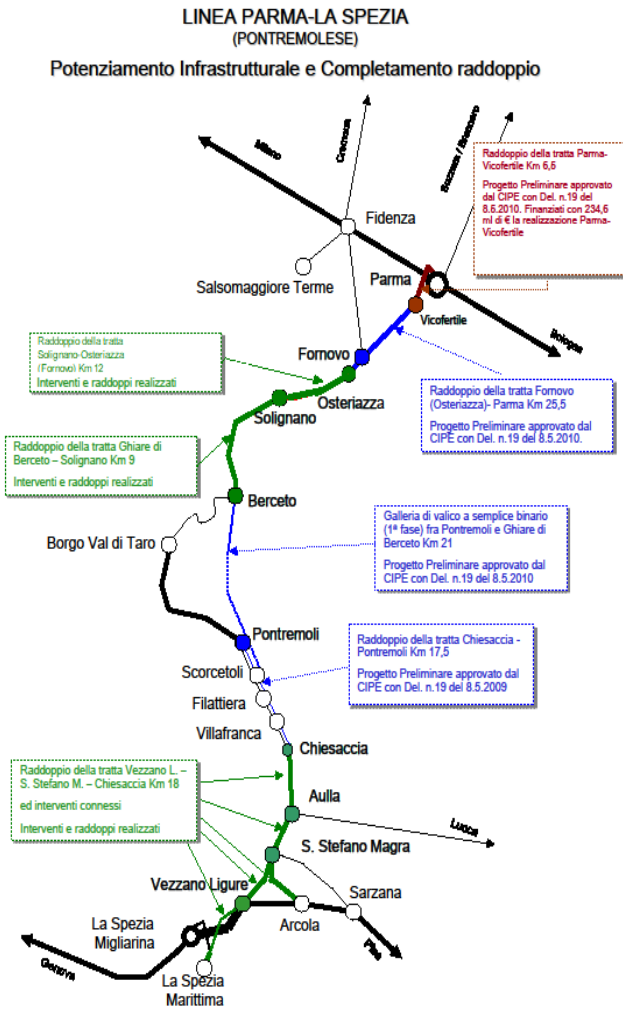 LINEA PARMA-LA SPEZIA
(PONTREMOLESE)
Potenziamento Infrastrutturale e Completamento raddoppio
Cremona
Milano
Raddoppio della tratta Parma-
Vicofertile Km 6,5
Progetto Preliminare approvato
dal CIPE con Del. n.19 del
8.5.2010. Finanziati con 234,6
ml di € la realizzazione Parma-
Vicofertile
Fidenza
Salsomaggiore Terme
Parma
Vicofertile
Bologna
Raddoppio della tratta
Solignano-Osteriazza
(Fornovo) Km 12
Interventi e raddoppi realizzati
Fornovo
Osteriazza
Solignano
Raddoppio della tratta Fornovo
(Osteriazza)- Parma Km 25,5
Progetto Preliminare approvato dal
CIPE con Del. n.19 del 8.5.2010.
Raddoppio della tratta Ghiare di
Berceto – Solignano Km 9
Interventi e raddoppi realizzati
Berceto
Borgo Val di Taro
Galleria di valico a semplice binario
(1ª fase) fra Pontremoli e Ghiare di
Berceto Km 21
Progetto Preliminare approvato dal
CIPE con Del. n.19 del 8.5.2010
Pontremoli
Scorcetoli
Filattiera
Villafranca
Chiesaccia
Raddoppio della tratta Chiesaccia -
Pontremoli Km 17,5
Progetto Preliminare approvato dal
CIPE con Del. n.19 del 8.5.2009
Raddoppio della tratta Vezzano L. –
S. Stefano M. – Chiesaccia Km 18
ed interventi connessi
Interventi e raddoppi realizzati
Aulla
Lucca
S. Stefano Magra
Vezzano Ligure
Sarzana
Arcola
La Spezia
Migliarina
Pisa
Genova
La Spezia
Marittima